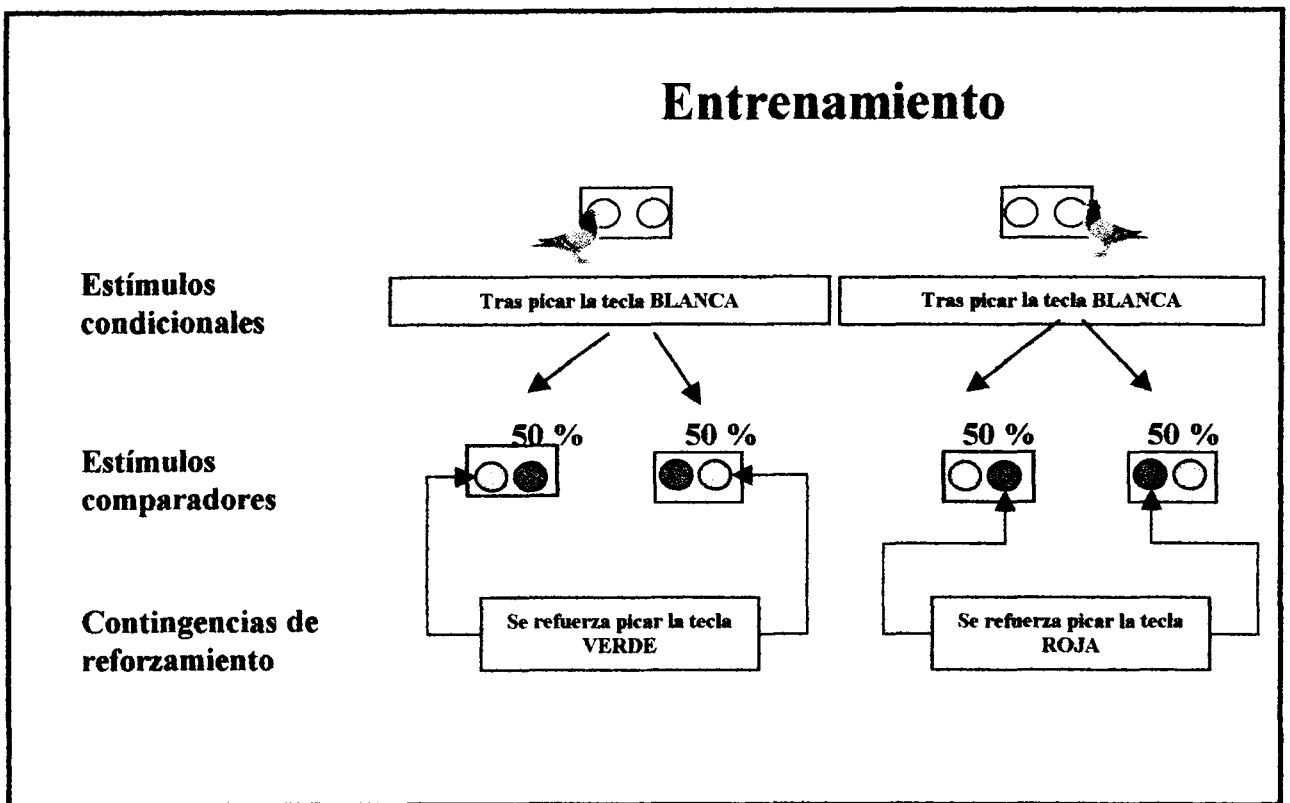 Entrenamiento
Estímulos
condicionales
Tras picar la tecla BLANCA
Tras picar la tecla BLANCA
Estímulos
comparadores
50 %
50 %
50 %
50 %
Contingencias de
reforzamiento
Se refuerza picar la tecla
VERDE
Se refuerza picar la tecla
ROJA